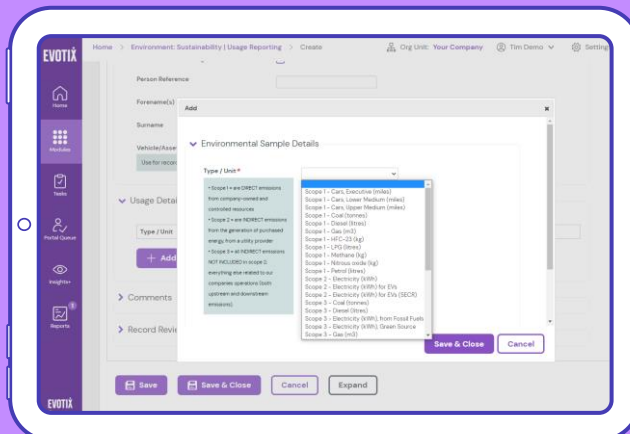 EVOTIX
Home > Environment: Sustainability | Usage Reporting > Create
Org Unit: Your Company
Tim Demo
Setting
Home
Modules
Tasks
Portal Queue
Insights+
Reports
EVOTIX
Person Reference
Forename(s)
Surname
Vehicle/Asse
Use for recor
Usage Detai
Type / Unit
+ Add
Comments
Record Revie
Add
×
Environmental Sample Details
Type / Unit *
• Scope 1 = are DIRECT emissions
from company-owned and
controlled resources
• Scope 2 = are INDIRECT emissions
from the generation of purchased
energy, from a utility provider
• Scope 3 = all INDIRECT emissions
NOT INCLUDED in scope 2:
everything else related to our
companies operations (both
upstream and downstream
emissions).
Scope 1 - Cars, Executive (miles)
Scope 1 - Cars, Lower Medium (miles)
Scope 1 - Cars, Upper Medium (miles)
Scope 1 - Coal (tonnes)
Scope 1 - Diesel (litres)
Scope 1 - Gas (m3)
Scope 1 - HFC-23 (kg)
Scope 1 - LPG (litres)
Scope 1 - Methane (kg)
Scope 1 - Nitrous oxide (kg)
Scope 1 - Petrol (litres)
Scope 2 - Electricity (kWh)
Scope 2 - Electricity (kWh) for EVs
Scope 2 - Electricity (kWh) for EVs (SECR)
Scope 3 - Coal (tonnes)
Scope 3 - Diesel (litres)
Scope 3 - Electricity (kWh), from Fossil Fuels
Scope 3 - Electricity (kWh), Green Source
Scope 3 - Gas (m3)
Save & Close
Cancel
Save
Save & Close
Cancel
Expand